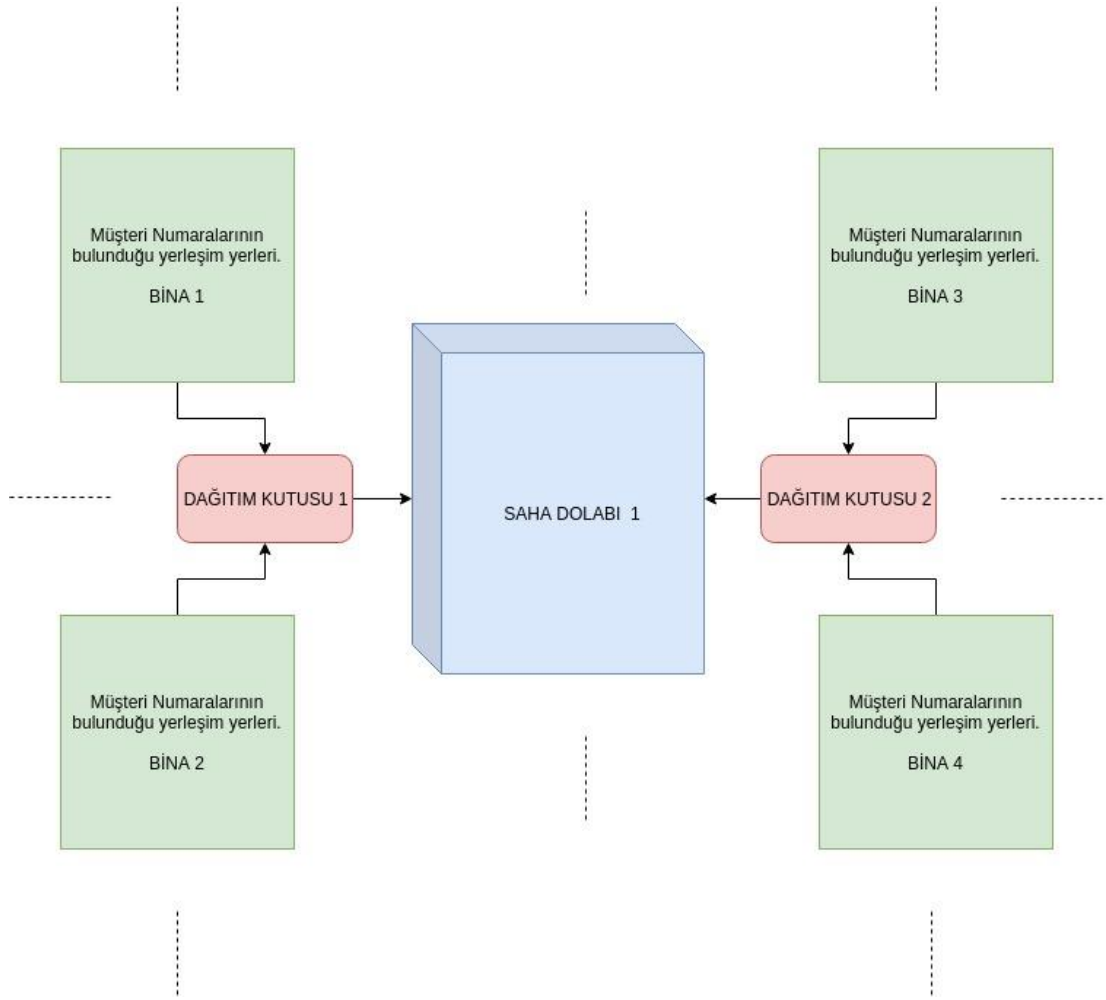 Müşteri Numaralarının
bulunduğu yerleşim yerleri.
BİNA 1
Müşteri Numaralarının
bulunduğu yerleşim yerleri.
BİNA 3
DAĞITIM KUTUSU 1
SAHA DOLABI 1
DAĞITIM KUTUSU 2
Müşteri Numaralarının
bulunduğu yerleşim yerleri.
BİNA 2
Müşteri Numaralarının
bulunduğu yerleşim yerleri.
BİNA 4